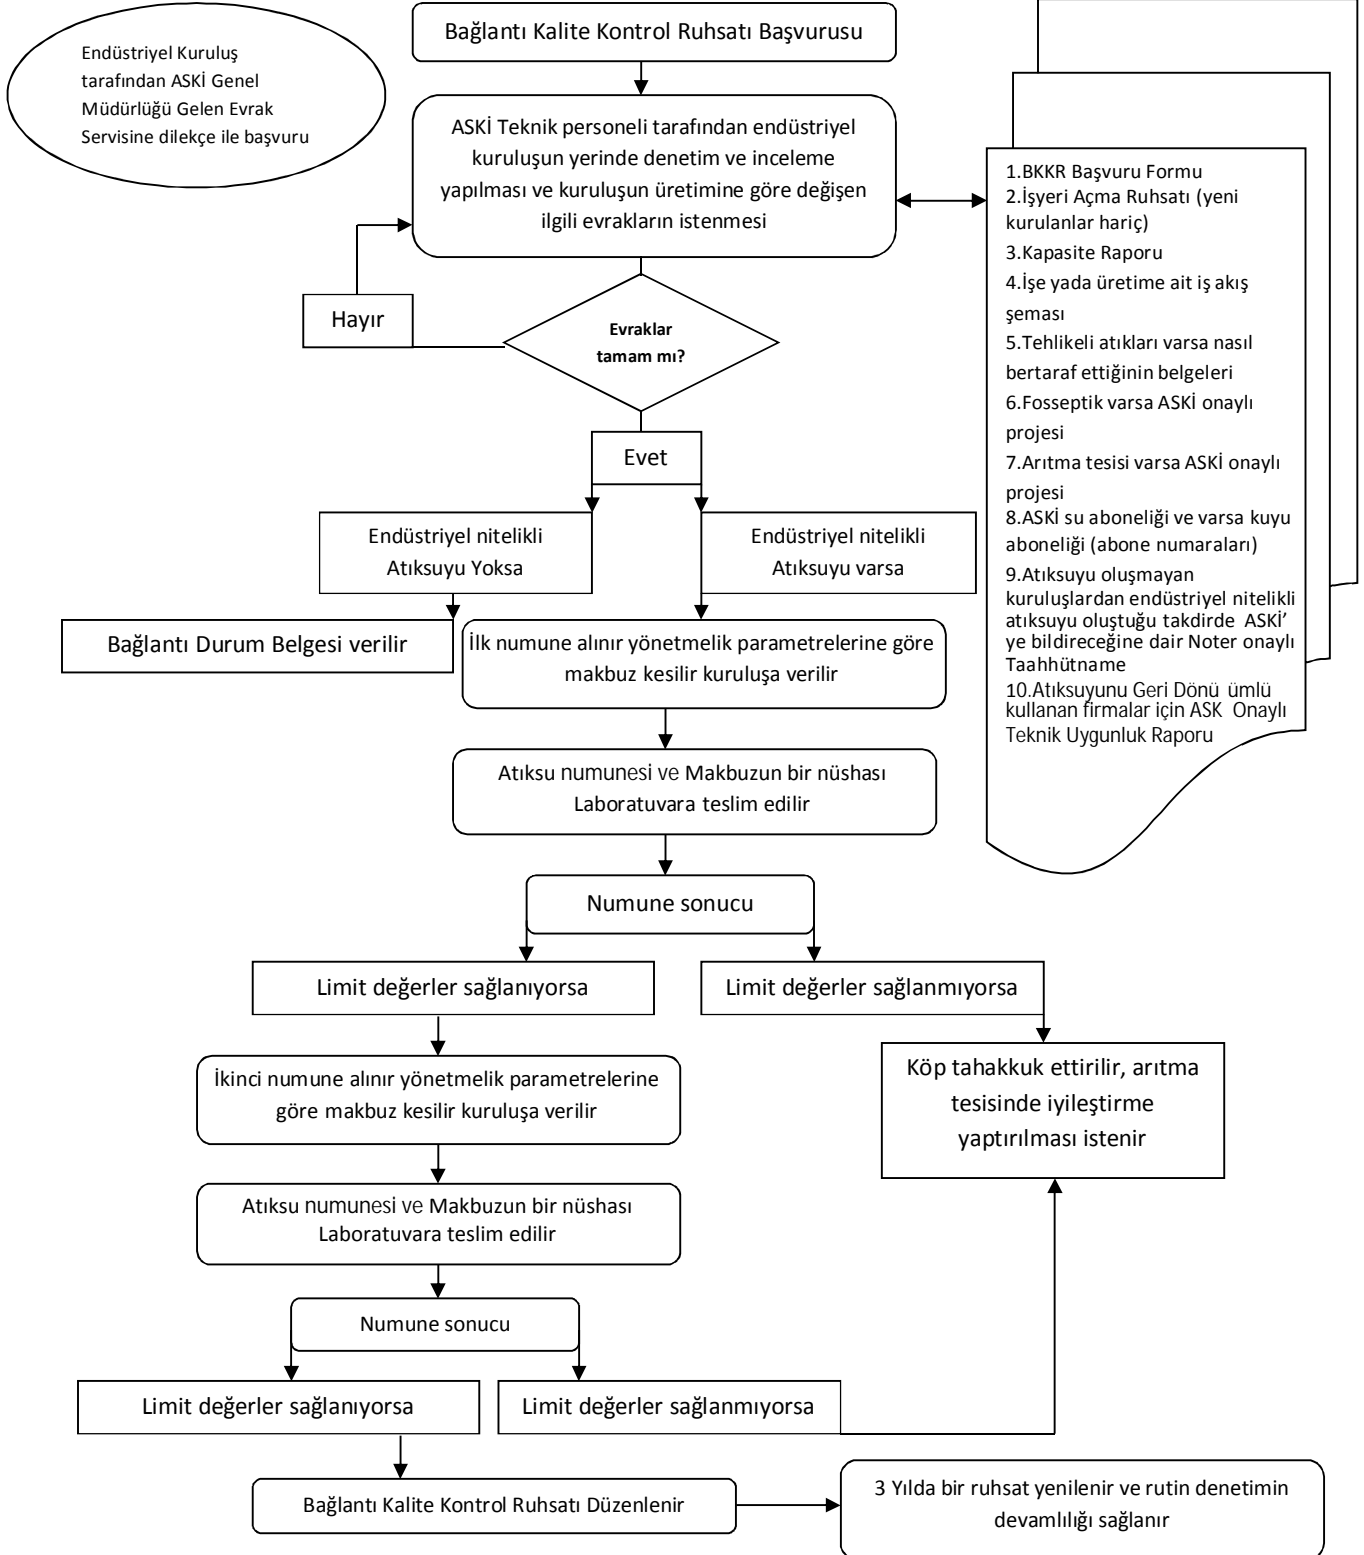 Bağlantı Kalite Kontrol Ruhsatı Başvurusu
Endüstriyel Kuruluş
tarafından ASKİ Genel
Müdürlüğü Gelen Evrak
Servisine dilekçe ile başvuru
ASKİ Teknik personeli tarafından endüstriyel
kuruluşun yerinde denetim ve inceleme
yapılması ve kuruluşun üretimine göre değişen
ilgili evrakların istenmesi
1.BKKR Başvuru Formu
2.İşyeri Açma Ruhsatı (yeni
kurulanlar hariç)
3.Kapasite Raporu
4.İşe yada üretime ait iş akış
şeması
5.Tehlikeli atıkları varsa nasıl
bertaraf ettiğinin belgeleri
6.Fosseptik varsa ASKİ onaylı
projesi
7.Arıtma tesisi varsa ASKİ onaylı
projesi
8.ASKİ su aboneliği ve varsa kuyu
aboneliği (abone numaraları)
9.Atıksuyu oluşmayan
kuruluşlardan endüstriyel nitelikli
atıksuyu oluştuğu takdirde ASKİ’
ye bildireceğine dair Noter onaylı
Taahhütname
10.Atıksuyunu Geri Dönü ümlü
kullanan firmalar için ASK Onaylı
Teknik Uygunluk Raporu
Hayır
Evraklar
tamam mı?
Evet
Endüstriyel nitelikli
Atıksuyu Yoksa
Endüstriyel nitelikli
Atıksuyu varsa
Bağlantı Durum Belgesi verilir
İlk numune alınır yönetmelik parametrelerine göre
makbuz kesilir kuruluşa verilir
Atıksu numunesi ve Makbuzun bir nüshası
Laboratuvara teslim edilir
Numune sonucu
Limit değerler sağlanıyorsa
Limit değerler sağlanmıyorsa
İkinci numune alınır yönetmelik parametrelerine
göre makbuz kesilir kuruluşa verilir
Köp tahakkuk ettirilir, arıtma
tesisinde iyileştirme
yaptırılması istenir
Atıksu numunesi ve Makbuzun bir nüshası
Laboratuvara teslim edilir
Numune sonucu
Limit değerler sağlanıyorsa
Limit değerler sağlanmıyorsa
Bağlantı Kalite Kontrol Ruhsatı Düzenlenir
3 Yılda bir ruhsat yenilenir ve rutin denetimin
devamlılığı sağlanır